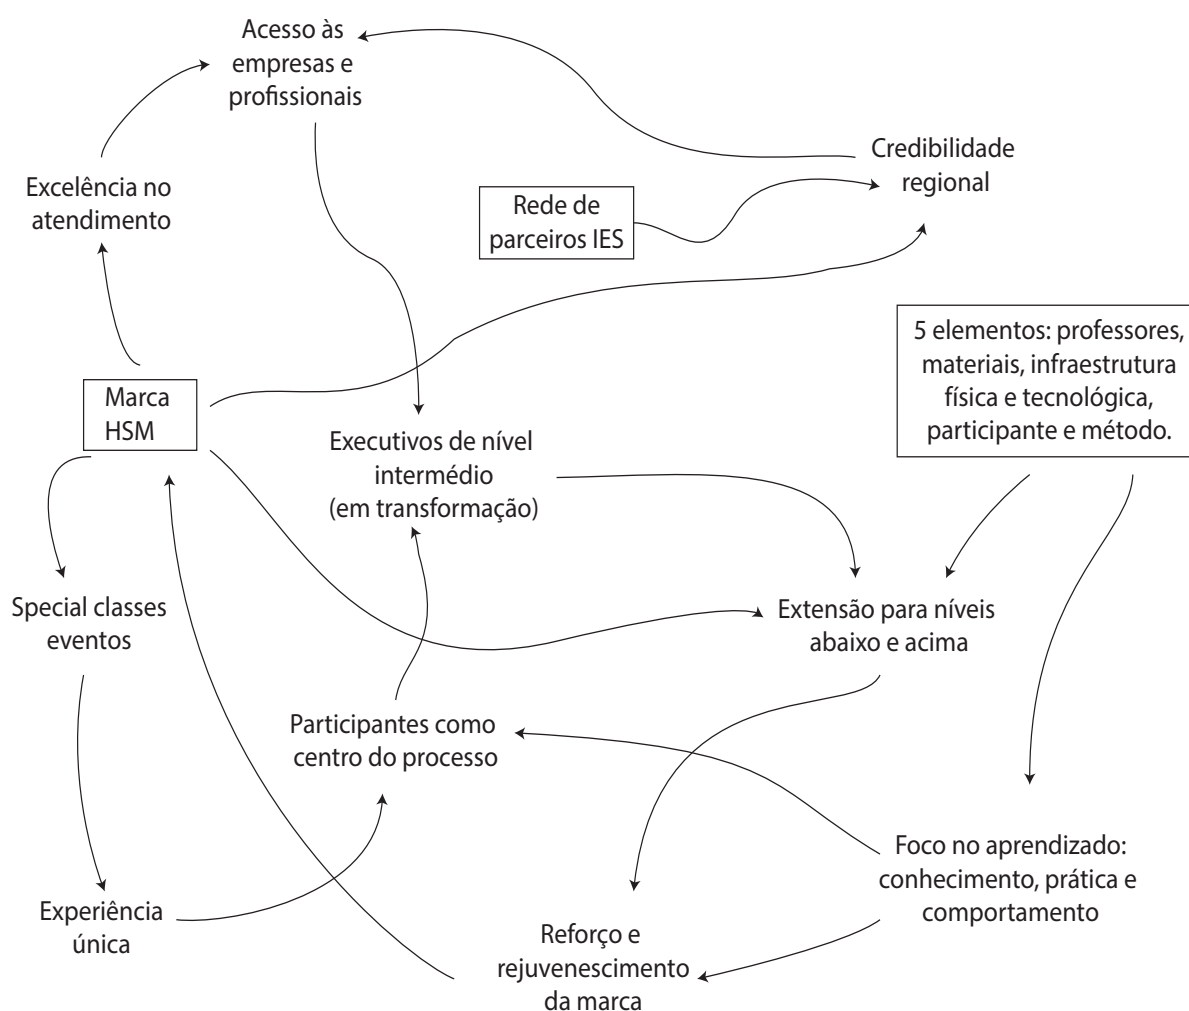 Acesso às
empresas e
profissionais
Credibilidade
regional
Excelência no
atendimento
Rede de
parceiros IES
5 elementos: professores,
materiais, infraestrutura
física e tecnológica,
participante e método.
Marca
HSM
Executivos de nível
intermédio
(em transformação)
Special classes
eventos
Extensão para níveis
abaixo e acima
Participantes como
centro do processo
Foco no aprendizado:
conhecimento, prática e
comportamento
Experiência
única
Reforço e
rejuvenescimento
da marca